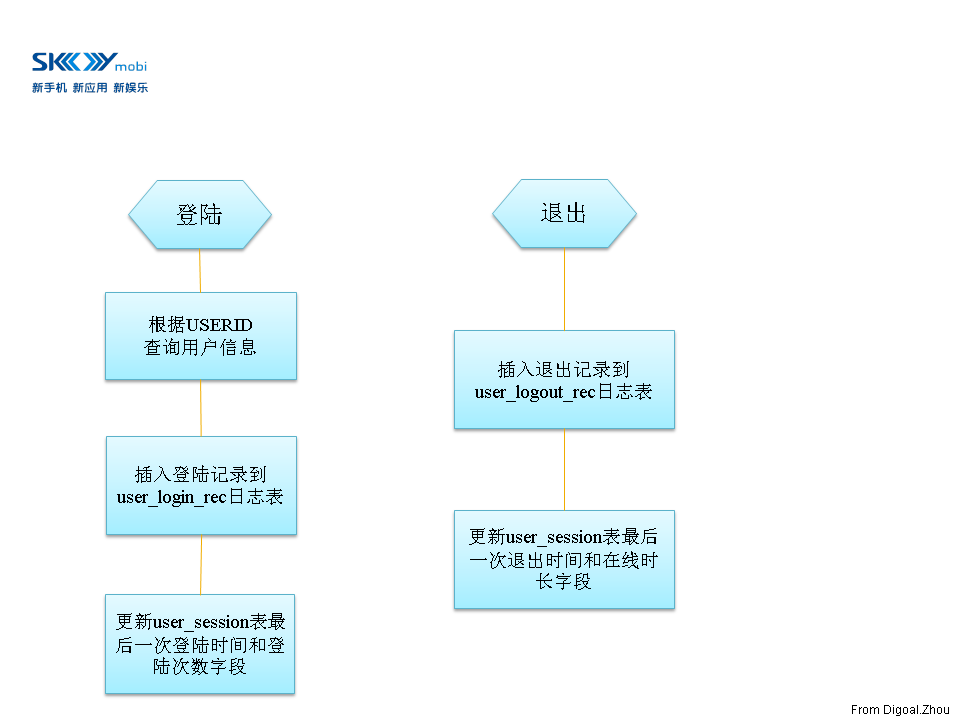 SKYmobi
新手机 新应用 新娱乐
登陆
根据USERID
查询用户信息
插入登陆记录到
user_login_rec日志表
更新user_session表最
后一次登陆时间和登
陆次数字段
退出
插入退出记录到
user_logout_rec日志表
更新user_session表最后
一次退出时间和在线时
长字段
From Digoal.Zhou